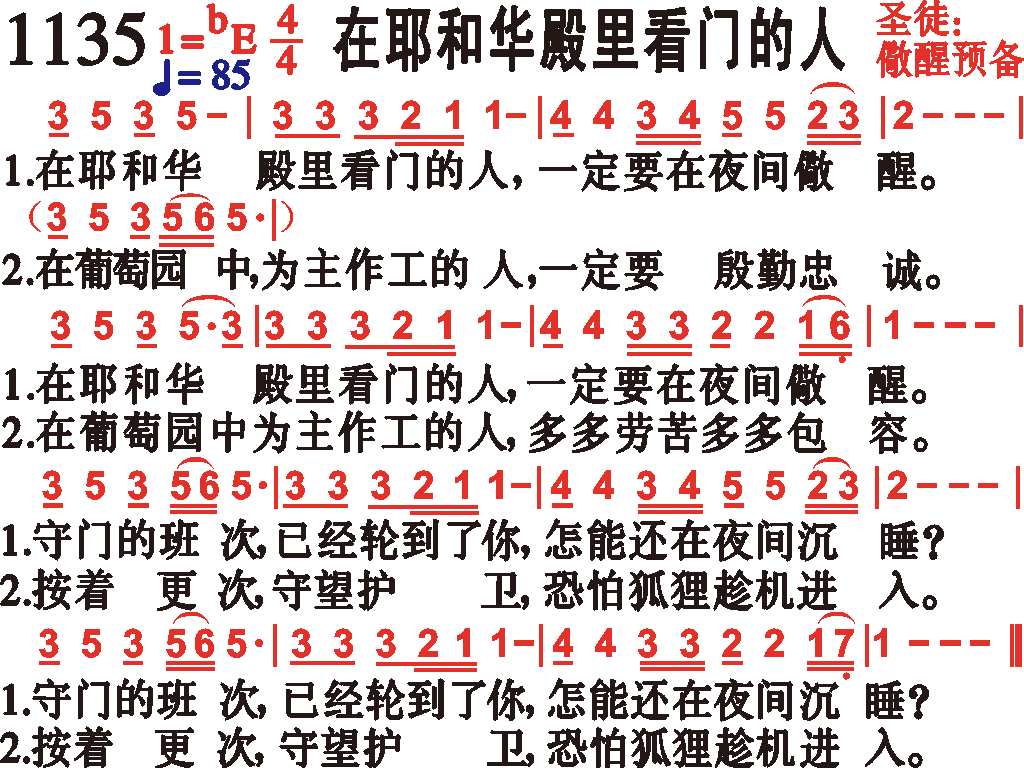 1135 1=ᵇE 4/4 在耶和华殿里看门的人 圣徒:
♩=85 儆醒预备
3 5 3 5－|3 3 3 2 1 1－|4 4 3 4 5 5 2 3|2－－－|
1.在耶和华 殿里看门的人,一定要在夜间儆 醒。
(3 5 3 5 6 5·|)
2.在葡萄园 中,为主作工的 人,一定要 殷勤忠 诚。
3 5 3 5·3|3 3 3 2 1 1－|4 4 3 3 2 2 1 6̣|1－－－|
1.在耶和华 殿里看门的人,一定要在夜间儆 醒。
2.在葡萄园中为主作工的人,多多劳苦多多包 容。
3 5 3 5 6 5·|3 3 3 2 1 1－|4 4 3 4 5 5 2 3|2－－－|
1.守门的班 次,已经轮到了你,怎能还在夜间沉 睡?
2.按着 更 次,守望护 卫,恐怕狐狸趁机进 入。
3 5 3 5 6 5·|3 3 3 2 1 1－|4 4 3 3 2 2 1 7̣|1－－－‖
1.守门的班 次,已经轮到了你,怎能还在夜间沉 睡?
2.按着 更 次,守望护 卫,恐怕狐狸趁机进 入。